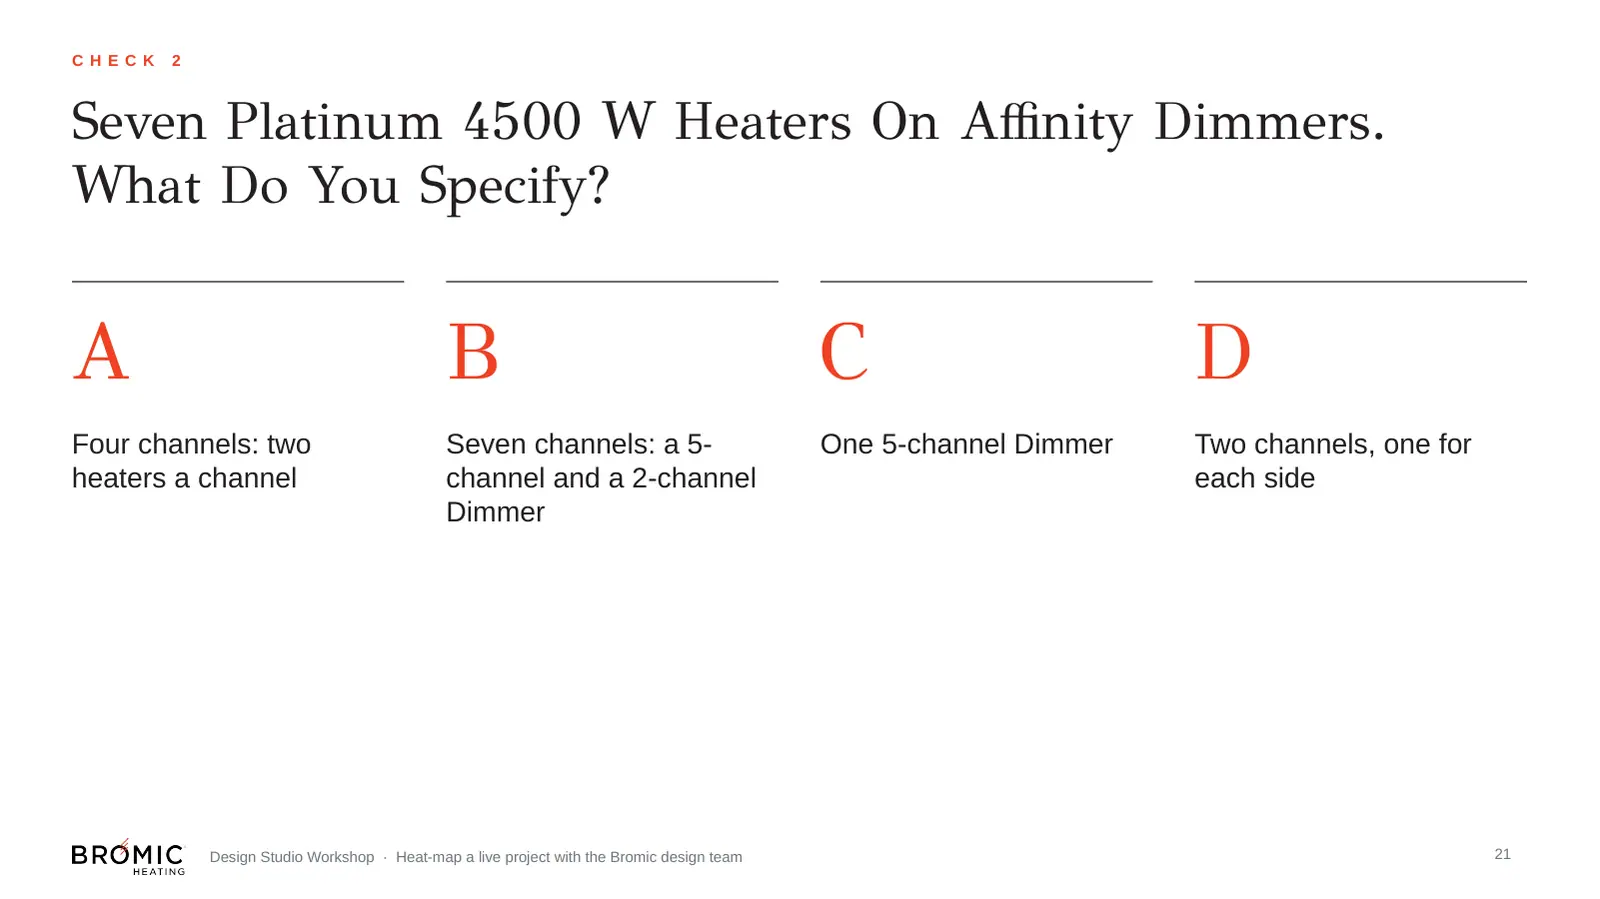 CHECK 2
Seven Platinum 4500 W Heaters On Affinity Dimmers.
What Do You Specify?
A
Four channels: two
heaters a channel
B
Seven channels: a 5-
channel and a 2-channel
Dimmer
C
One 5-channel Dimmer
D
Two channels, one for
each side
BROMIC
HEATING
Design Studio Workshop · Heat-map a live project with the Bromic design team
21